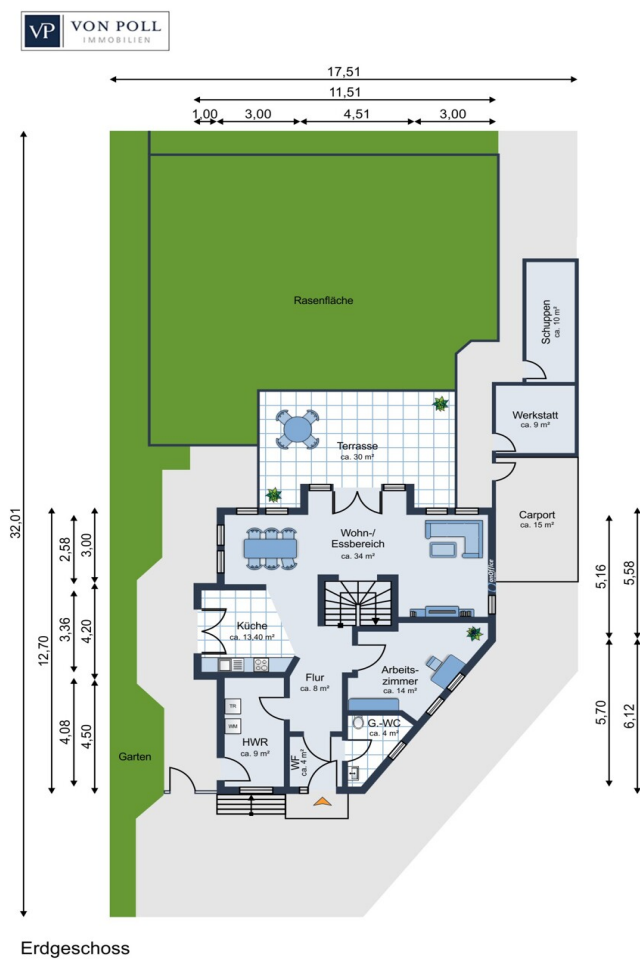 VP VON POLL
IMMOBILIEN
17,51
11,51
1,00 3,00 4,51 3,00
32,01
12,70
2,58
3,36
4,08
3,00
4,20
4,50
5,16
5,70
5,58
6,12
Rasenfläche
Schuppen
ca. 10 m²
Werkstatt
ca. 9 m²
Terrasse
ca. 30 m²
Carport
ca. 15 m²
Wohn-/
Essbereich
ca. 34 m²
onOffice
Küche
ca. 13,40 m²
Flur
ca. 8 m²
Arbeits-
zimmer
ca. 14 m²
TR
WM
HWR
ca. 9 m²
WF
ca. 4 m²
G.-WC
ca. 4 m²
Garten
Erdgeschoss